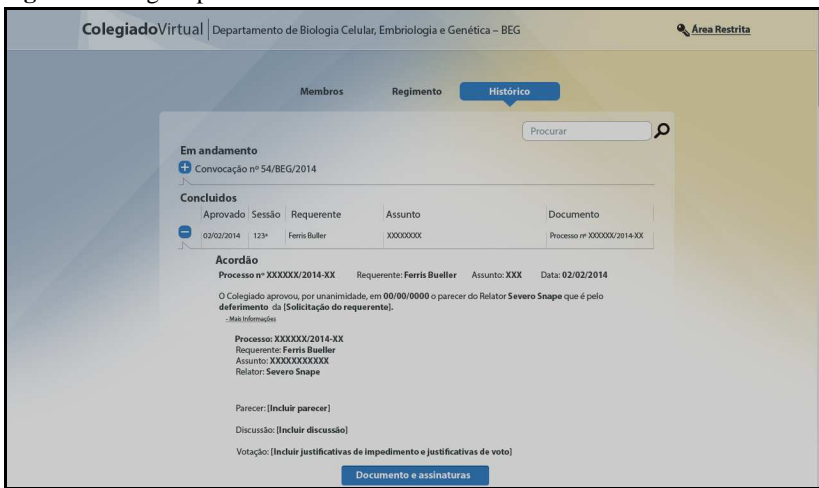 ColegiadoVirtual Departamento de Biologia Celular, Embriologia e Genética – BEG Área Restrita
Membros Regimento Histórico
Procurar
Em andamento
Convocação nº 54/BEG/2014
Concluidos
Aprovado Sessão Requerente Assunto Documento
02/02/2014 123ª Ferris Buller XXXXXXXX Processo nº XXXXXX/2014-XX
Acordão
Processo nº XXXXXX/2014-XX Requerente: Ferris Bueller Assunto: XXX Data: 02/02/2014
O Colegiado aprovou, por unanimidade, em 00/00/0000 o parecer do Relator Severo Snape que é pelo
deferimento da [Solicitação do requerente].
- Mais Informações
Processo: XXXXXX/2014-XX
Requerente: Ferris Bueller
Assunto: XXXXXXXXXXX
Relator: Severo Snape
Parecer: [Incluir parecer]
Discussão: [Incluir discussão]
Votação: [Incluir justificativas de impedimento e justificativas de voto]
Documento e assinaturas